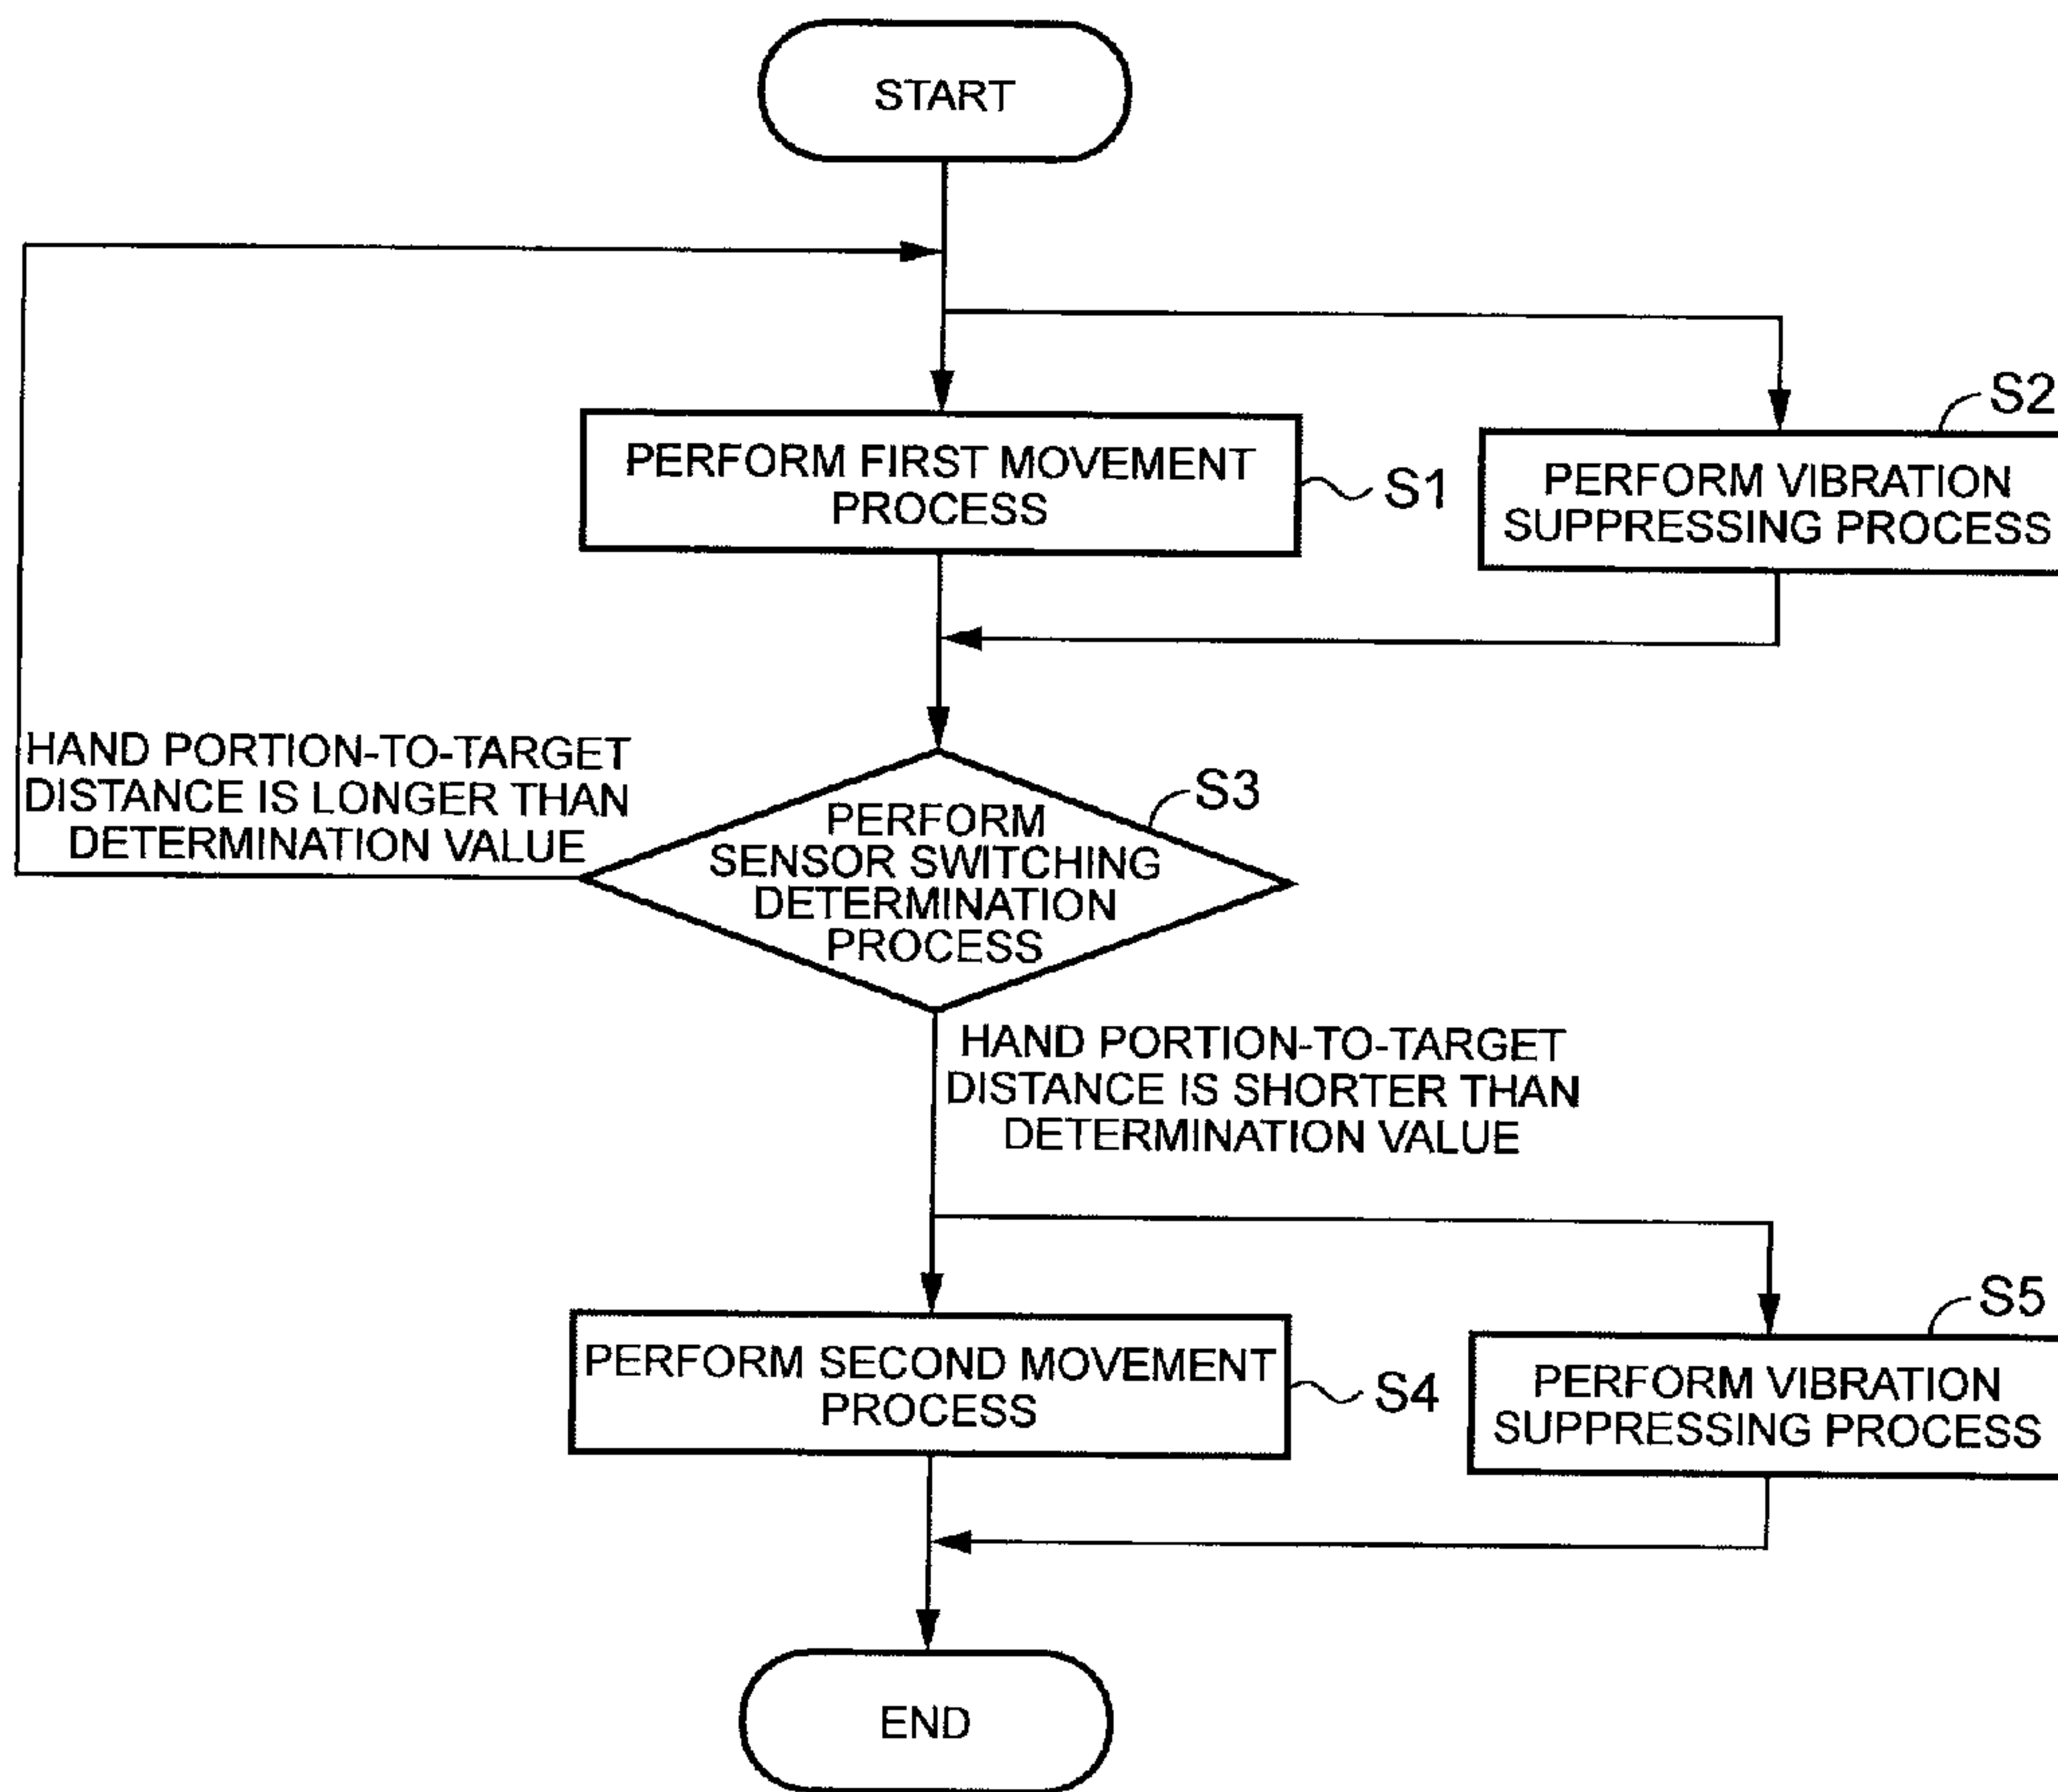 START
PERFORM FIRST MOVEMENT
PROCESS
S1
S2
PERFORM VIBRATION
SUPPRESSING PROCESS
HAND PORTION-TO-TARGET
DISTANCE IS LONGER THAN
DETERMINATION VALUE
S3
PERFORM
SENSOR SWITCHING
DETERMINATION
PROCESS
HAND PORTION-TO-TARGET
DISTANCE IS SHORTER THAN
DETERMINATION VALUE
PERFORM SECOND MOVEMENT
PROCESS
S4
S5
PERFORM VIBRATION
SUPPRESSING PROCESS
END